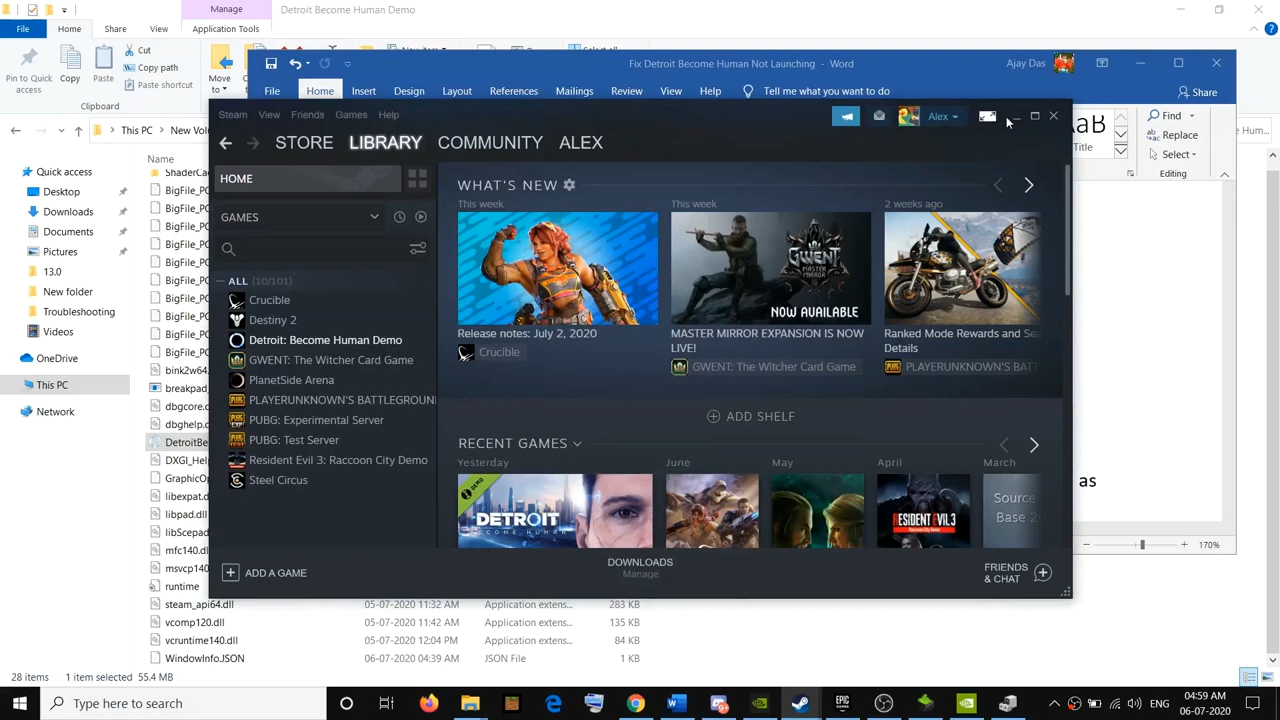 Manage
Detroit Become Human Demo
File
Home
Share
View
Application Tools
Pin to Quick access
Copy
Paste
Cut
Copy path
Paste shortcut
Move to
Clipboard
Fix Detroit Become Human Not Launching - Word
Ajay Das
File
Home
Insert
Design
Layout
References
Mailings
Review
View
Help
Tell me what you want to do
Share
Title
Find
Replace
Select
Editing
This PC
Name
Quick access
Desktop
Downloads
Documents
Pictures
13.0
New folder
Troubleshooting
Videos
OneDrive
This PC
Network
Steam
View
Friends
Games
Help
Alex
STORE
LIBRARY
COMMUNITY
ALEX
HOME
GAMES
ALL (10/101)
Crucible
Destiny 2
Detroit: Become Human Demo
GWENT: The Witcher Card Game
PlanetSide Arena
PLAYERUNKNOWN'S BATTLEGROUN
PUBG: Experimental Server
PUBG: Test Server
Resident Evil 3: Raccoon City Demo
Steel Circus
WHAT'S NEW
This week
This week
2 weeks ago
GWENT
MASTER MIRROR
NOW AVAILABLE
Release notes: July 2, 2020
Crucible
MASTER MIRROR EXPANSION IS NOW LIVE!
GWENT: The Witcher Card Game
Ranked Mode Rewards and Sea
Details
PLAYERUNKNOWN'S BATT
ADD SHELF
RECENT GAMES
Yesterday
June
May
April
March
DEMO
DETROIT
BECOME HUMAN
RESIDENT EVIL 3
Source
Base 2
ADD A GAME
DOWNLOADS
Manage
FRIENDS & CHAT
as
170%
BigFile_PC
BigFile_PC
BigFile_PC
BigFile_PC
BigFile_PC
bink2w64.
breakpad_
dbgcore.d
dbghelp.d
DetroitBe
DXGI_Help
GraphicOp
libexpat.d
libpad.dll
libScepad.
mfc140.dll
msvcp140
runtime
steam_api64.dll 05-07-2020 11:32 AM Application extens... 283 KB
vcomp120.dll 05-07-2020 11:42 AM Application extens... 135 KB
vcruntime140.dll 05-07-2020 12:04 PM Application extens... 84 KB
WindowInfo.JSON 06-07-2020 04:39 AM JSON File 1 KB
28 items 1 item selected 55.4 MB
Type here to search
ENG
04:59 AM
06-07-2020